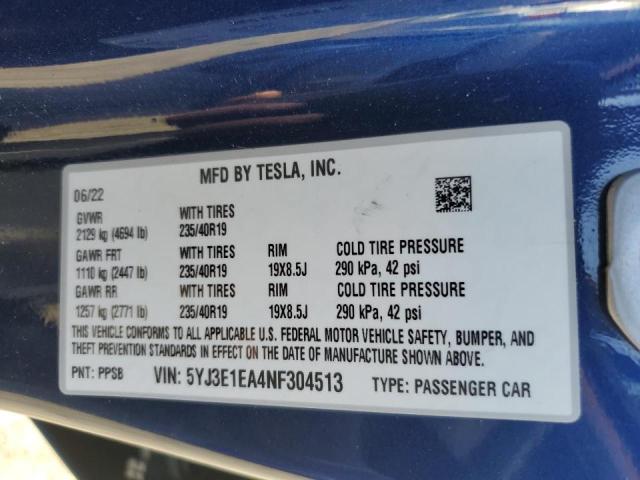 MFD BY TESLA, INC.
06/22
GVWR WITH TIRES
2129 kg (4694 lb) 235/40R19
GAWR FRT WITH TIRES RIM COLD TIRE PRESSURE
1110 kg (2447 lb) 235/40R19 19X8.5J 290 kPa, 42 psi
GAWR RR WITH TIRES RIM COLD TIRE PRESSURE
1257 kg (2771 lb) 235/40R19 19X8.5J 290 kPa, 42 psi
THIS VEHICLE CONFORMS TO ALL APPLICABLE U.S. FEDERAL MOTOR VEHICLE SAFETY, BUMPER, AND
THEFT PREVENTION STANDARDS IN EFFECT ON THE DATE OF MANUFACTURE SHOWN ABOVE.
PNT: PPSB VIN: 5YJ3E1EA4NF304513 TYPE: PASSENGER CAR